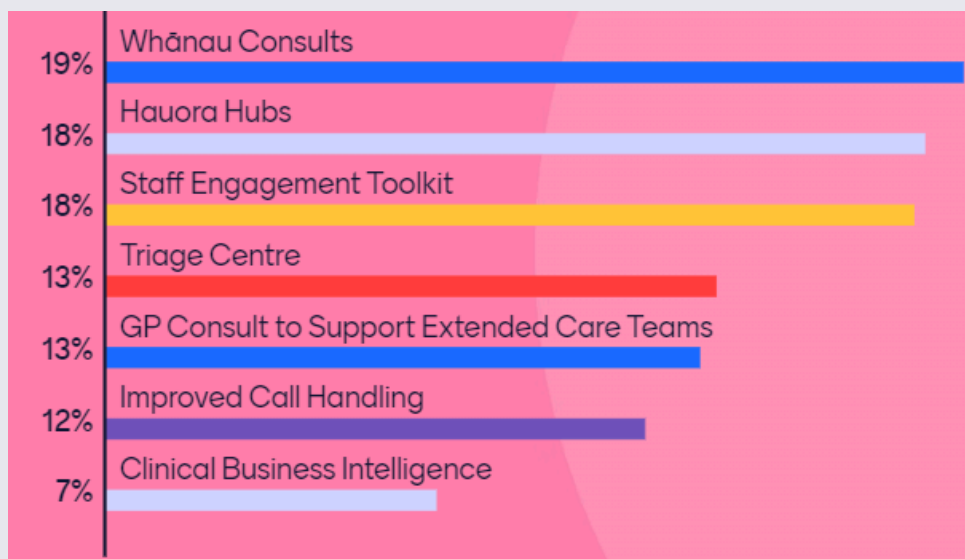 Whānau Consults
19%
Hauora Hubs
18%
Staff Engagement Toolkit
18%
Triage Centre
13%
GP Consult to Support Extended Care Teams
13%
Improved Call Handling
12%
Clinical Business Intelligence
7%